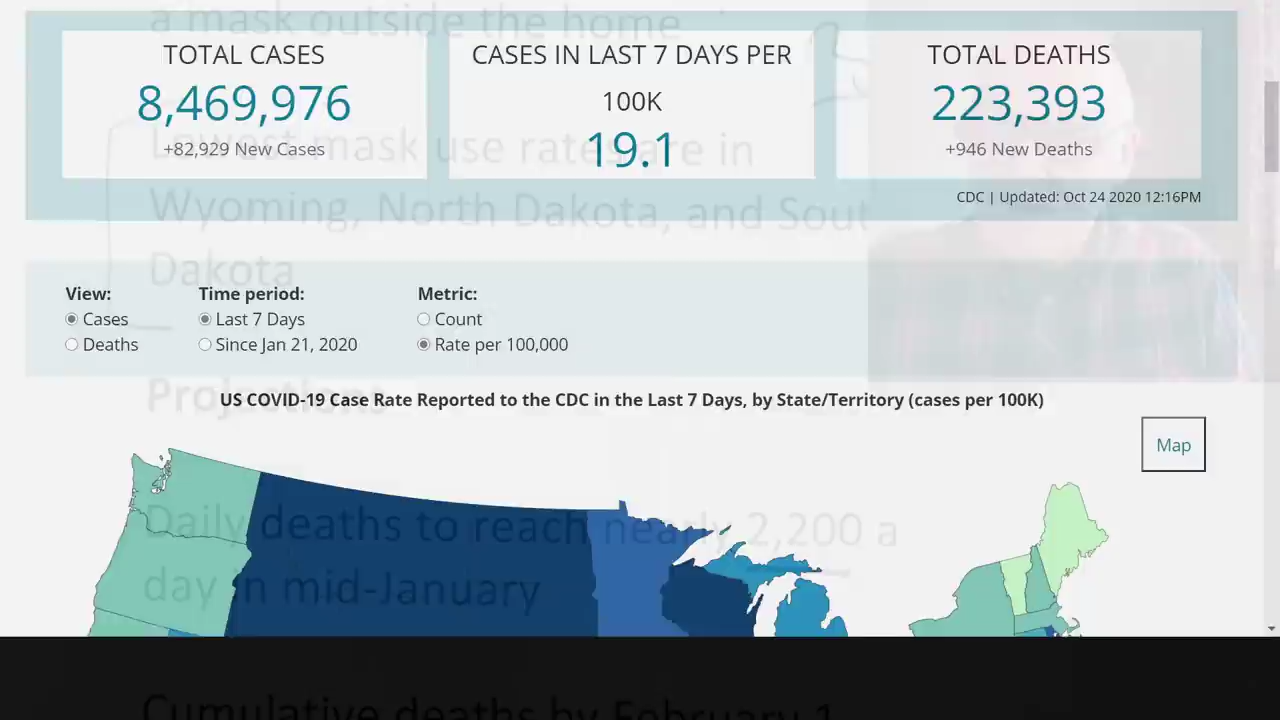 a mask outside the home
TOTAL CASES
8,469,976
+82,929 New Cases
CASES IN LAST 7 DAYS PER
100K
19.1
TOTAL DEATHS
223,393
+946 New Deaths
CDC | Updated: Oct 24 2020 12:16PM
Lowest mask use rates are in
Wyoming, North Dakota, and Sout
Dakota
View:
Cases
Deaths
Time period:
Last 7 Days
Since Jan 21, 2020
Metric:
Count
Rate per 100,000
Projections
US COVID-19 Case Rate Reported to the CDC in the Last 7 Days, by State/Territory (cases per 100K)
Map
Daily deaths to reach nearly 2,200 a
day in mid-January
Cumulative deaths by February 1